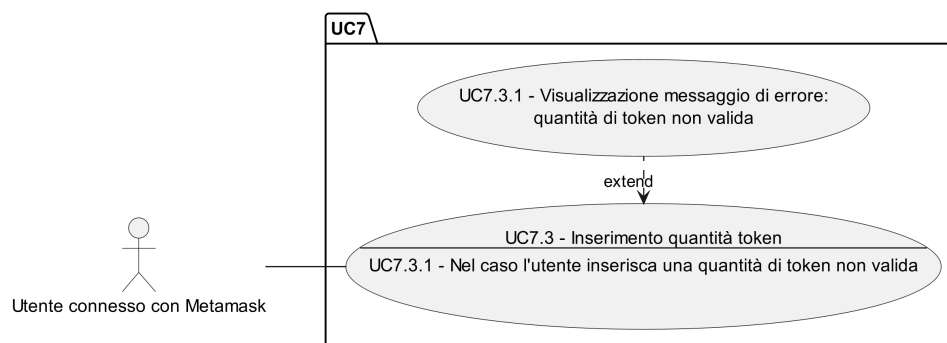 UC7
UC7.3.1 - Visualizzazione messaggio di errore:
quantità di token non valida
extend
UC7.3 - Inserimento quantità token
UC7.3.1 - Nel caso l'utente inserisca una quantità di token non valida
Utente connesso con Metamask